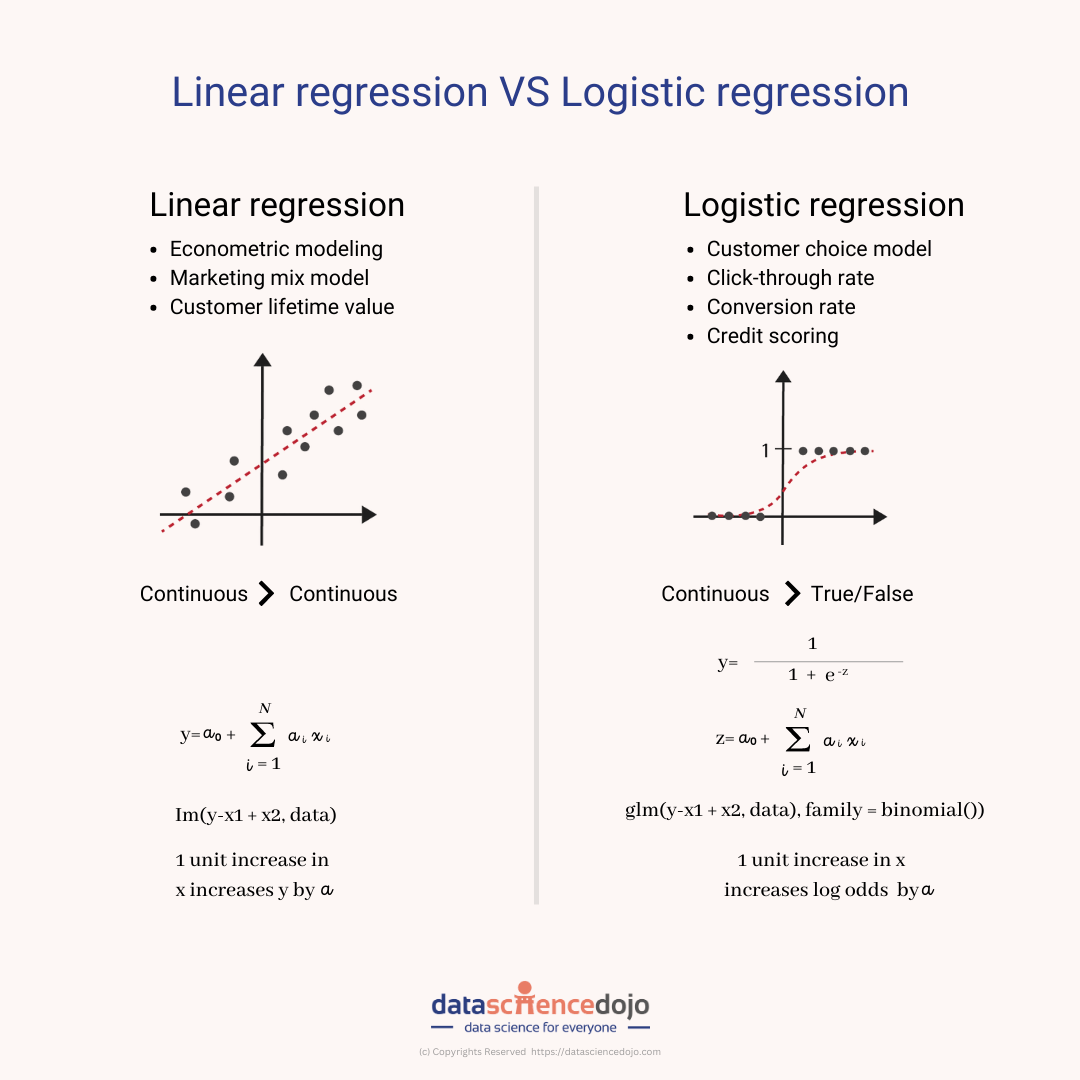 Linear regression VS Logistic regression
Linear regression
• Econometric modeling
• Marketing mix model
• Customer lifetime value
Continuous > Continuous
N
y=a₀ + ∑ aᵢ xᵢ
i = 1
Im(y-x1 + x2, data)
1 unit increase in
x increases y by a
Logistic regression
• Customer choice model
• Click-through rate
• Conversion rate
• Credit scoring
1
Continuous > True/False
1
y=
1 + e⁻ᶻ
N
z= a₀ + ∑ aᵢ xᵢ
i = 1
glm(y-x1 + x2, data), family = binomial())
1 unit increase in x
increases log odds by a
datasciencedojo
data science for everyone
(c) Copyrights Reserved https://datasciencedojo.com